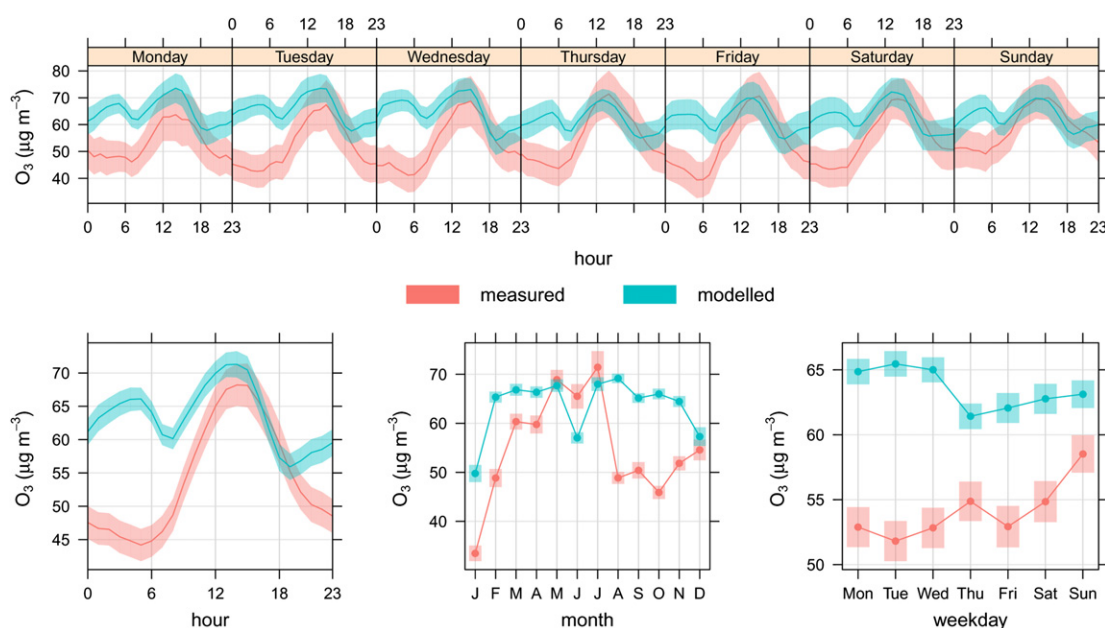 0 6 12 18 23 0 6 12 18 23 0 6 12 18 23
Monday Tuesday Wednesday Thursday Friday Saturday Sunday
80
70
60
50
40
O₃ (µg m⁻³)
0 6 12 18 23 0 6 12 18 23 0 6 12 18 23 0 6 12 18 23
hour
measured modelled
70
65
60
55
50
45
O₃ (µg m⁻³)
0 6 12 18 23
hour
70
60
50
40
O₃ (µg m⁻³)
J F M A M J J A S O N D
month
65
60
55
50
O₃ (µg m⁻³)
Mon Tue Wed Thu Fri Sat Sun
weekday